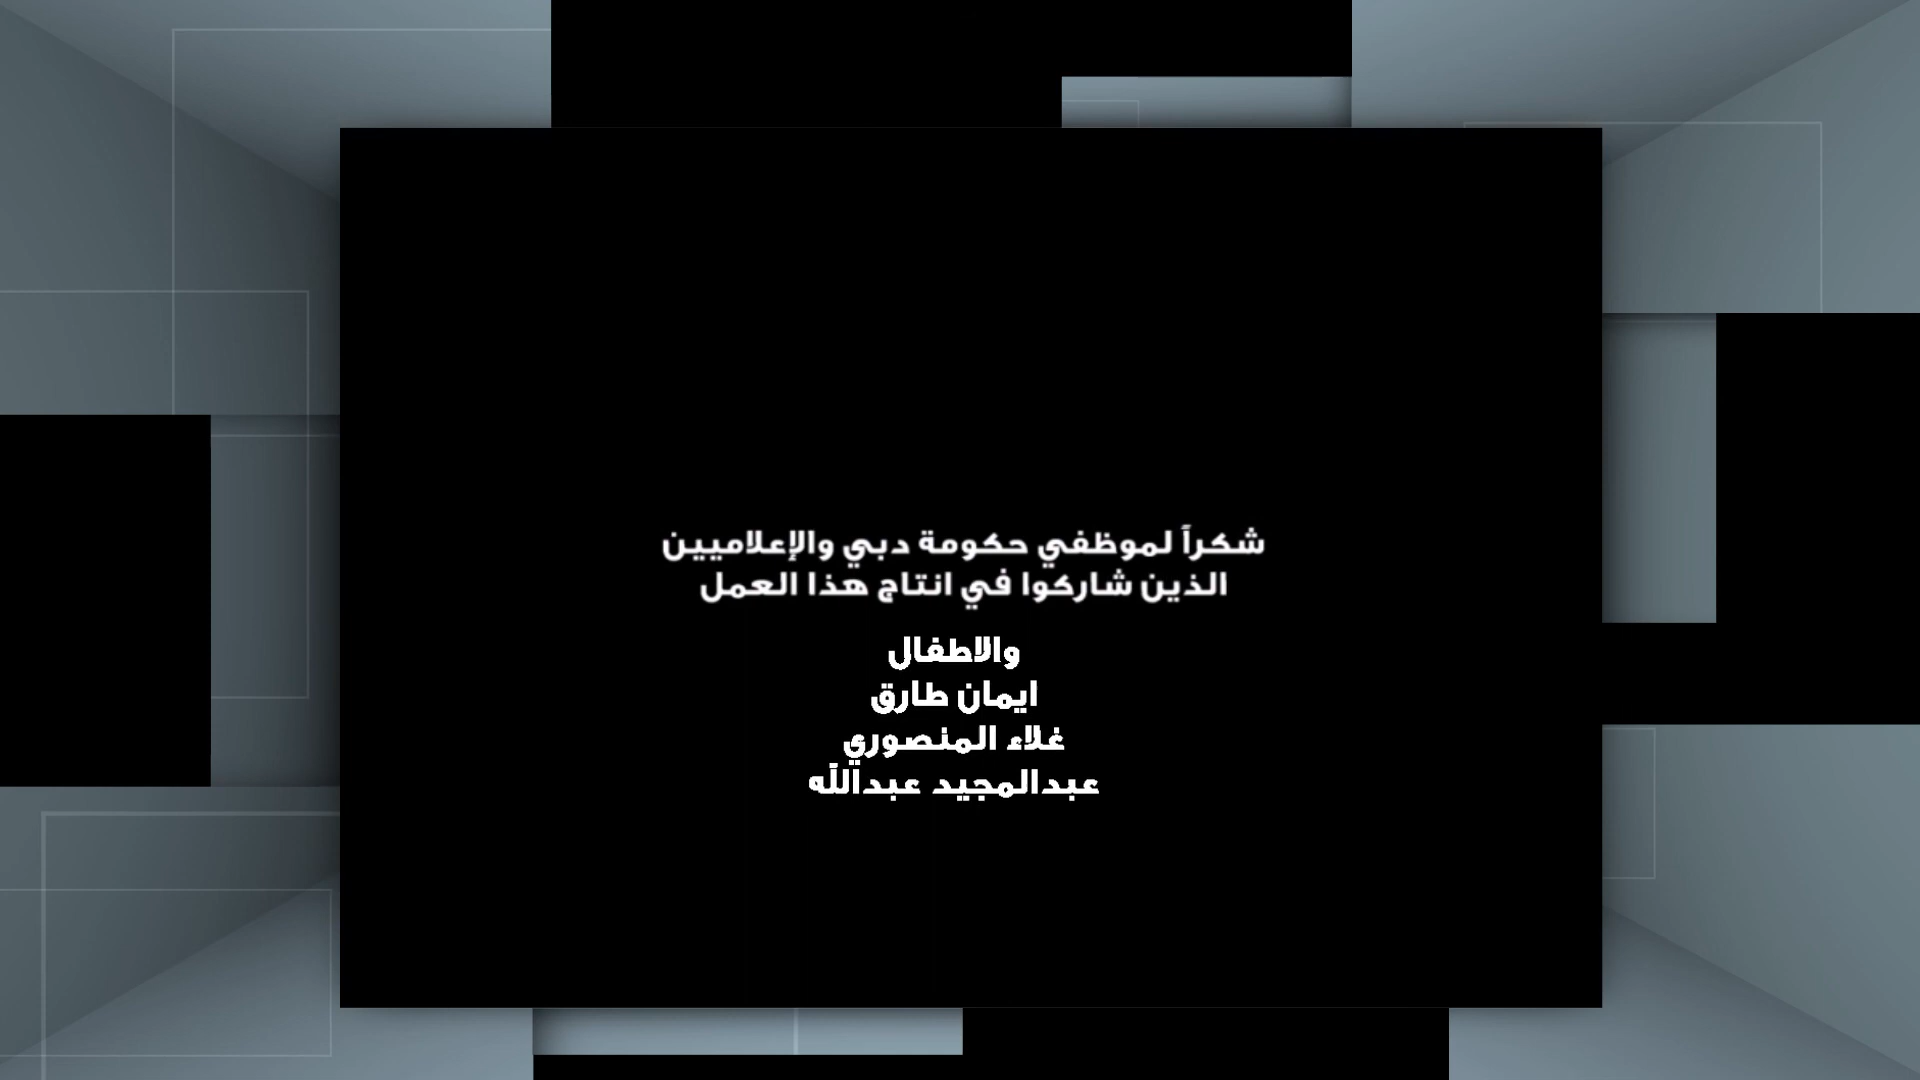 شكراً لموظفي حكومة دبي والإعلاميين
الذين شاركوا في انتاج هذا العمل
والاطفال
ايمان طارق
غلاء المنصوري
عبدالمجيد عبدالله